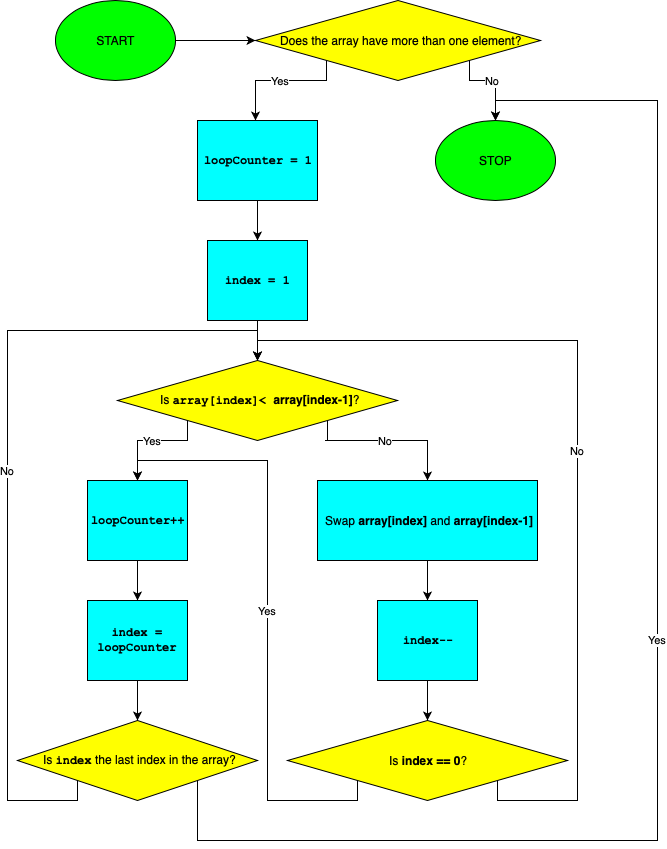 START
Does the array have more than one element?
Yes
No
loopCounter = 1
STOP
index = 1
Is array[index]< array[index-1]?
Yes
No
No
No
loopCounter++
Swap array[index] and array[index-1]
index =
loopCounter
Yes
index--
Yes
Is index the last index in the array?
Is index == 0?